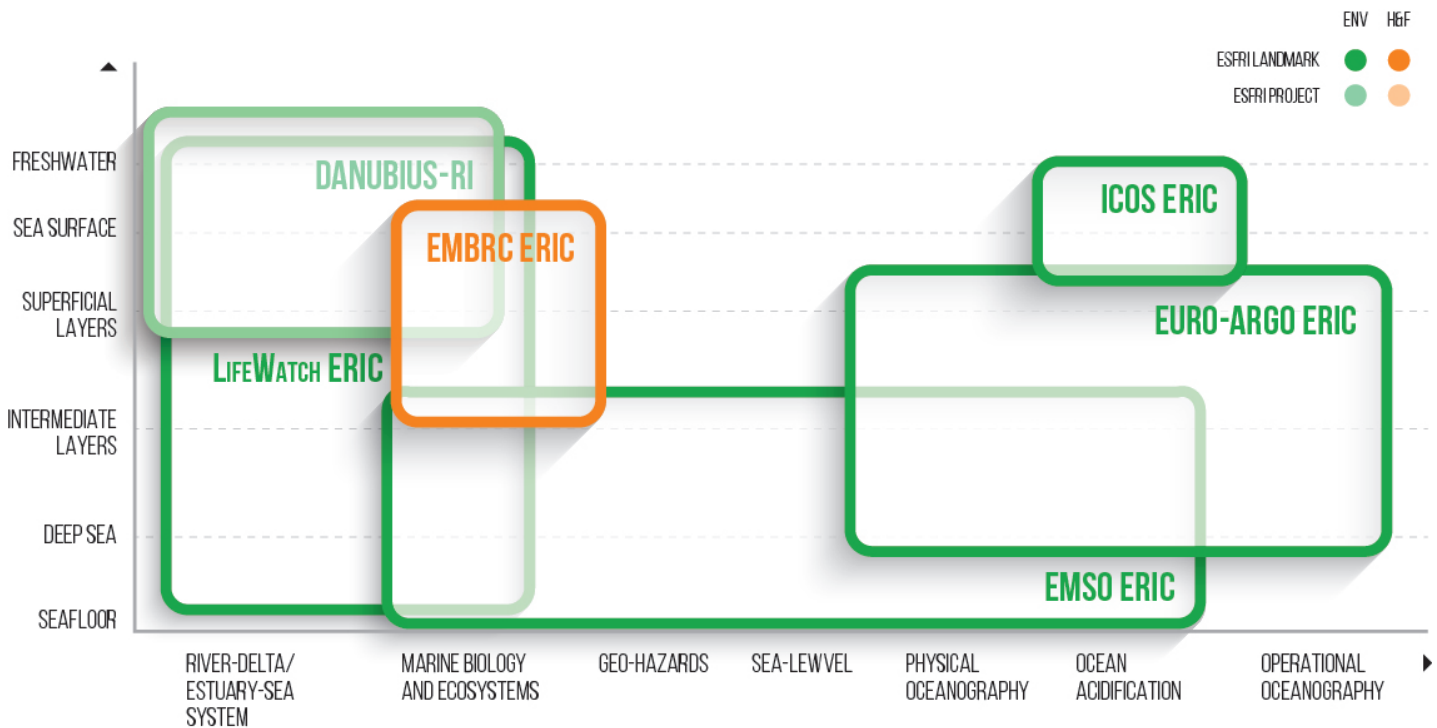 ENV H&F
ESFRI LANDMARK
ESFRI PROJECT
FRESHWATER
SEA SURFACE
SUPERFICIAL
LAYERS
INTERMEDIATE
LAYERS
DEEP SEA
SEAFLOOR
DANUBIUS-RI
EMBRC ERIC
LIFEWATCH ERIC
ICOS ERIC
EURO-ARGO ERIC
EMSO ERIC
RIVER-DELTA/
ESTUARY-SEA
SYSTEM
MARINE BIOLOGY
AND ECOSYSTEMS
GEO-HAZARDS
SEA-LEWVEL
PHYSICAL
OCEANOGRAPHY
OCEAN
ACIDIFICATION
OPERATIONAL
OCEANOGRAPHY